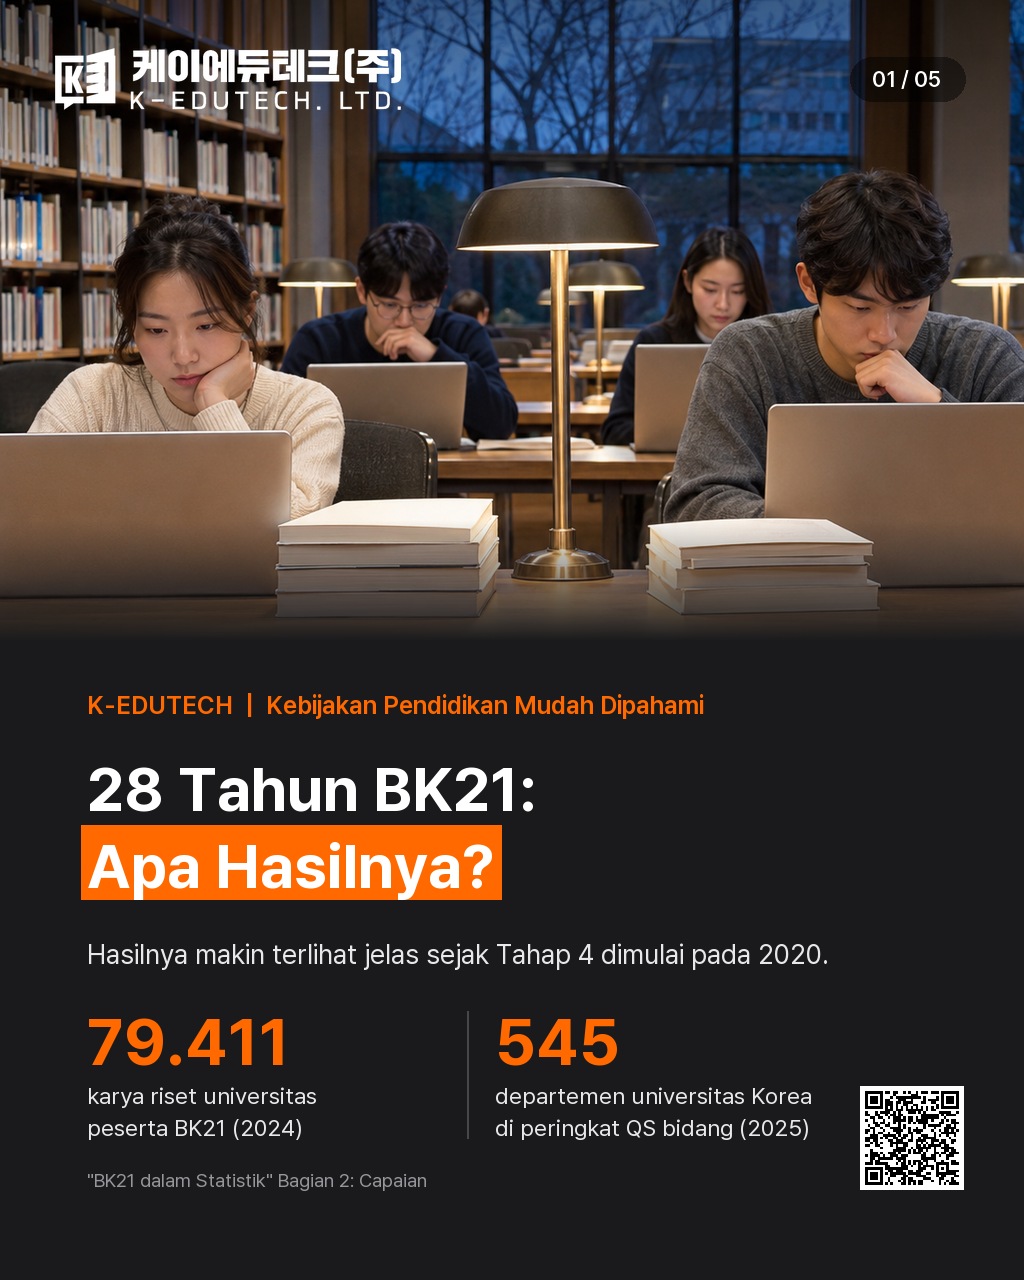 케이에듀테크(주)
K-EDUTECH. LTD.
01 / 05
K-EDUTECH | Kebijakan Pendidikan Mudah Dipahami
28 Tahun BK21:
Apa Hasilnya?
Hasilnya makin terlihat jelas sejak Tahap 4 dimulai pada 2020.
79.411
karya riset universitas
peserta BK21 (2024)
545
departemen universitas Korea
di peringkat QS bidang (2025)
"BK21 dalam Statistik" Bagian 2: Capaian